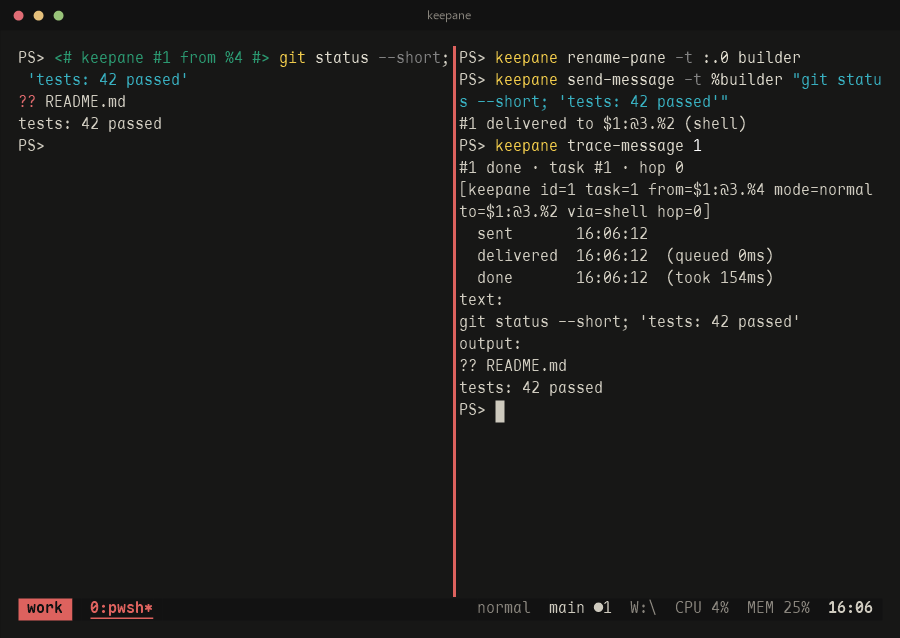 keepane
PS> <# keepane #1 from %4 #> git status --short;
'tests: 42 passed'
?? README.md
tests: 42 passed
PS>
PS> keepane rename-pane -t :.0 builder
PS> keepane send-message -t %builder "git statu
s --short; 'tests: 42 passed'"
#1 delivered to $1:@3.%2 (shell)
PS> keepane trace-message 1
#1 done · task #1 · hop 0
[keepane id=1 task=1 from=$1:@3.%4 mode=normal
to=$1:@3.%2 via=shell hop=0]
sent 16:06:12
delivered 16:06:12 (queued 0ms)
done 16:06:12 (took 154ms)
text:
git status --short; 'tests: 42 passed'
output:
?? README.md
tests: 42 passed
PS>
work 0:pwsh* normal main ●1 W:\ CPU 4% MEM 25% 16:06